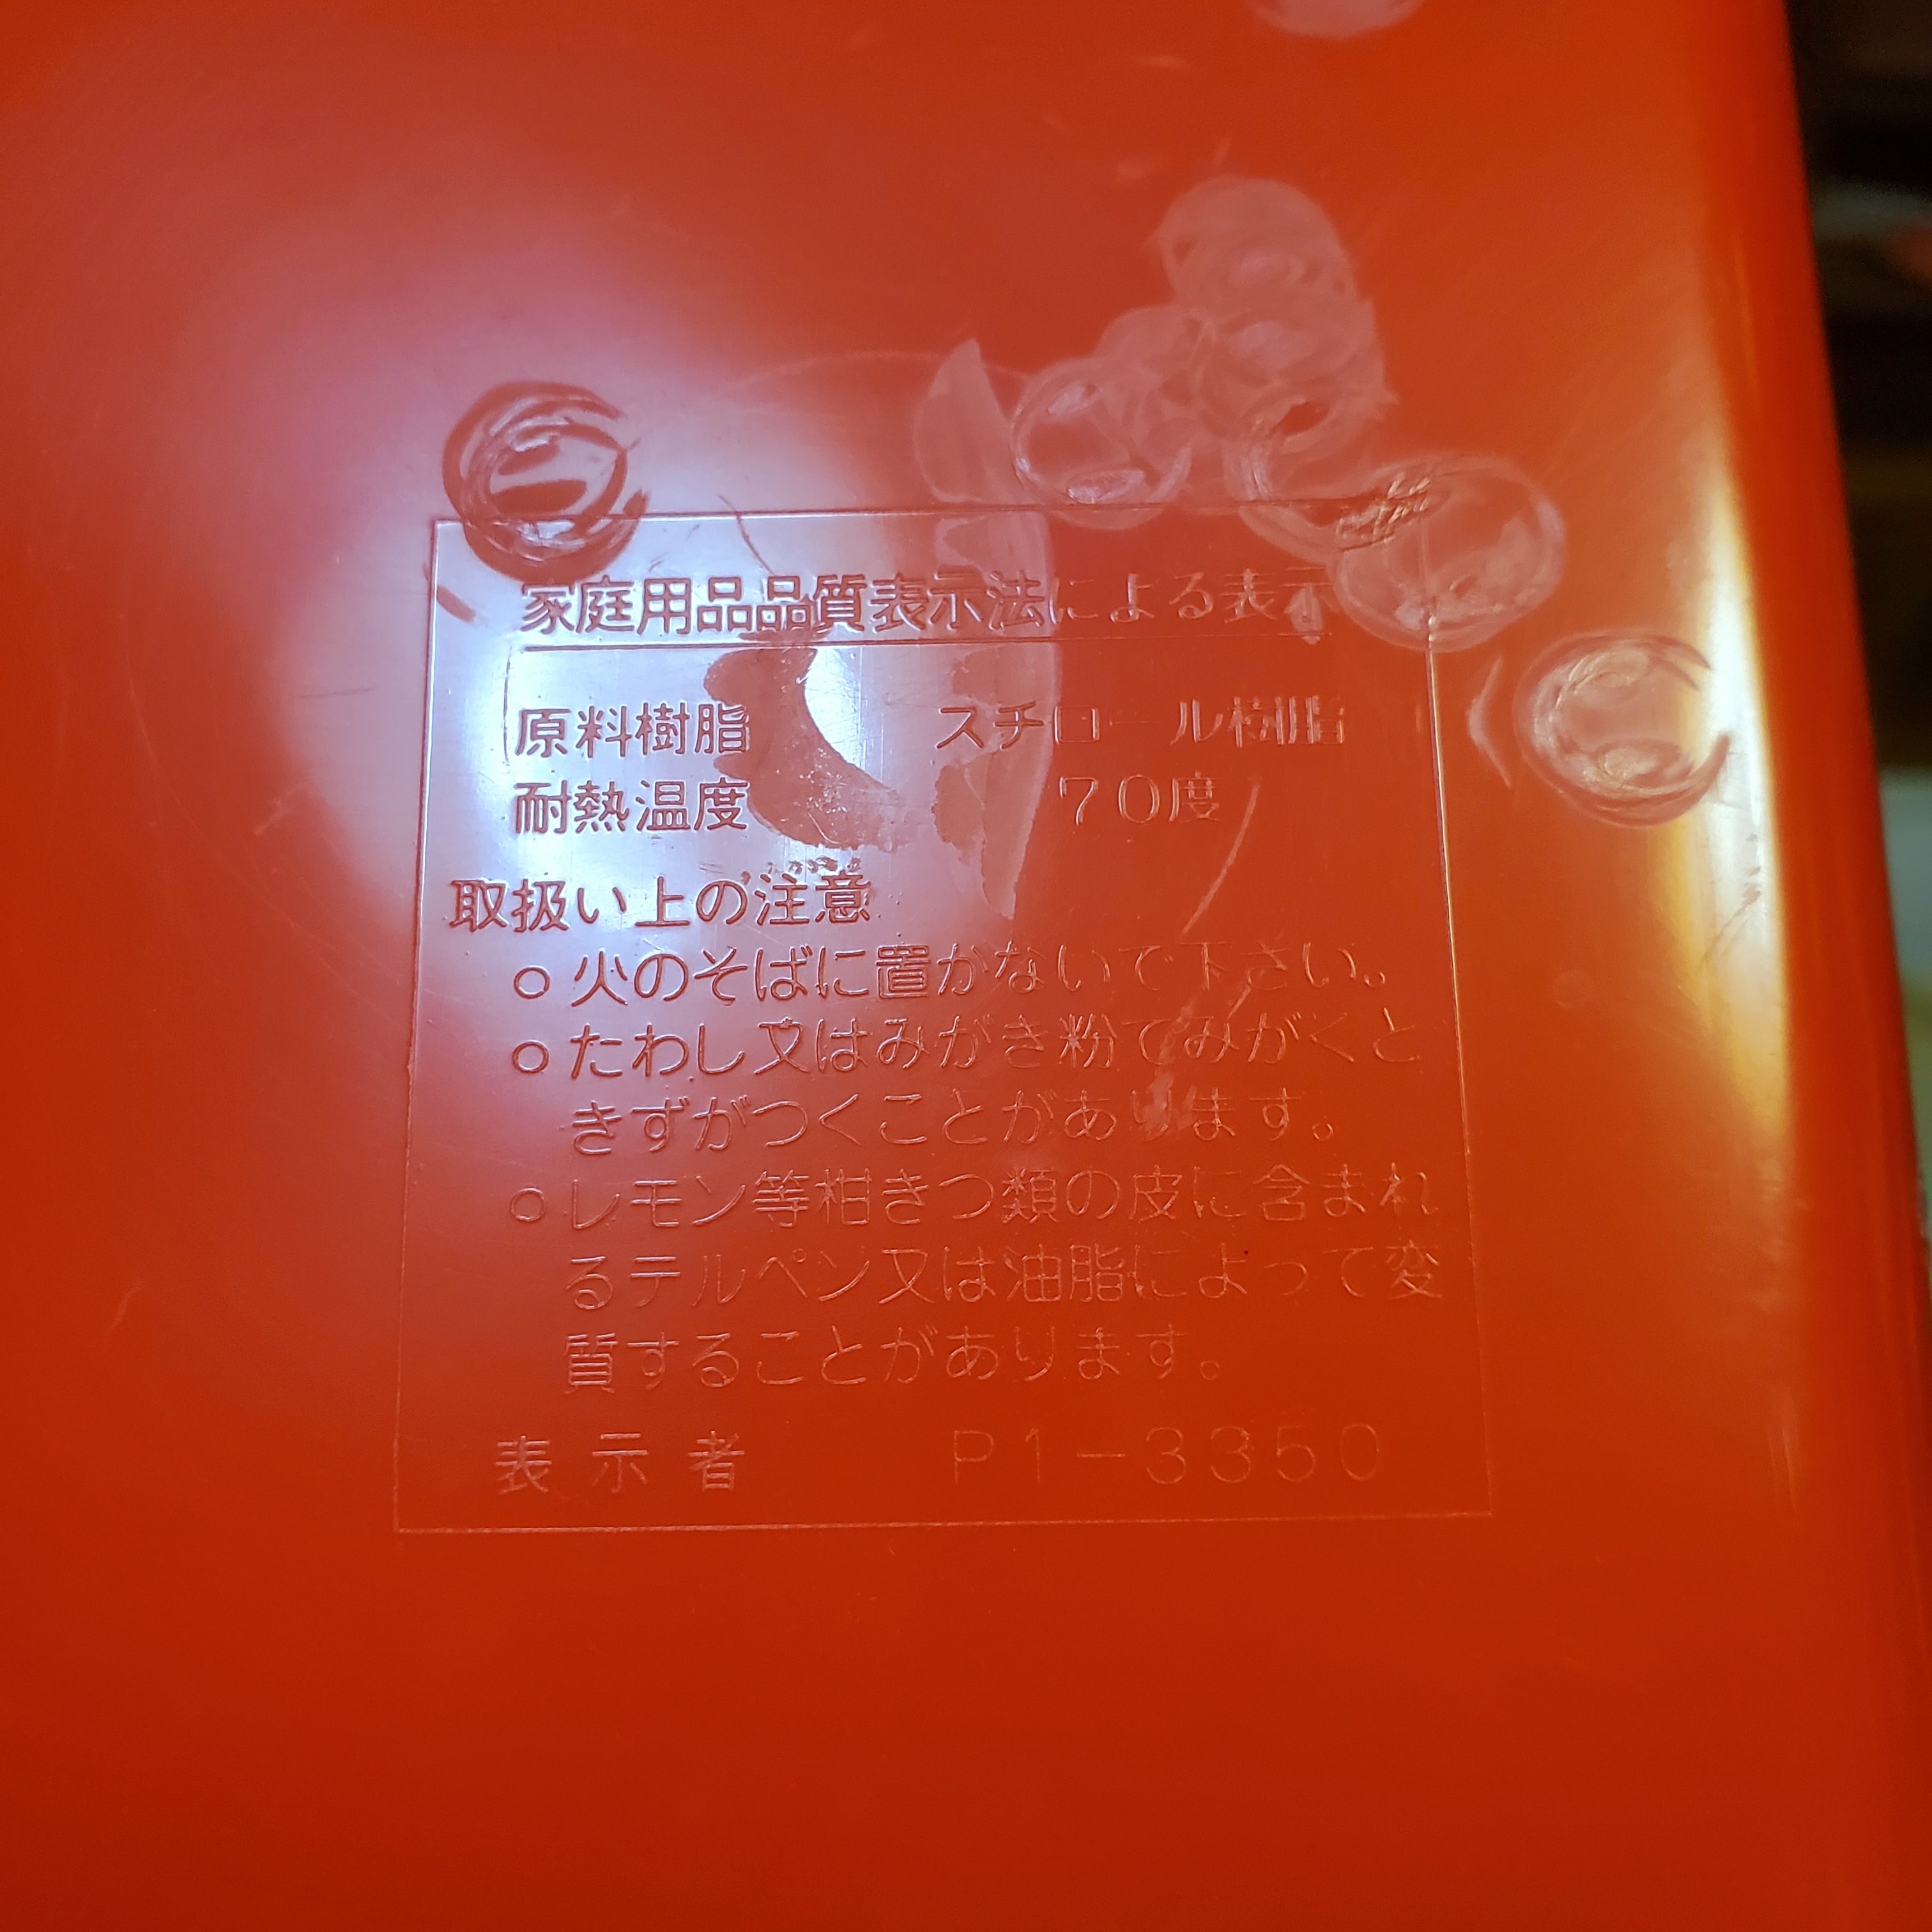 家庭用品品質表示法による表示
原料樹脂 スチロール樹脂
耐熱温度 70度
取扱い上の注意
○火のそばに置かないで下さい。
○たわし又はみがき粉でみがくと
きずがつくことがあります。
○レモン等柑きつ類の皮に含まれ
るテルペン又は油脂によって変
質することがあります。
表示者 P1-3350